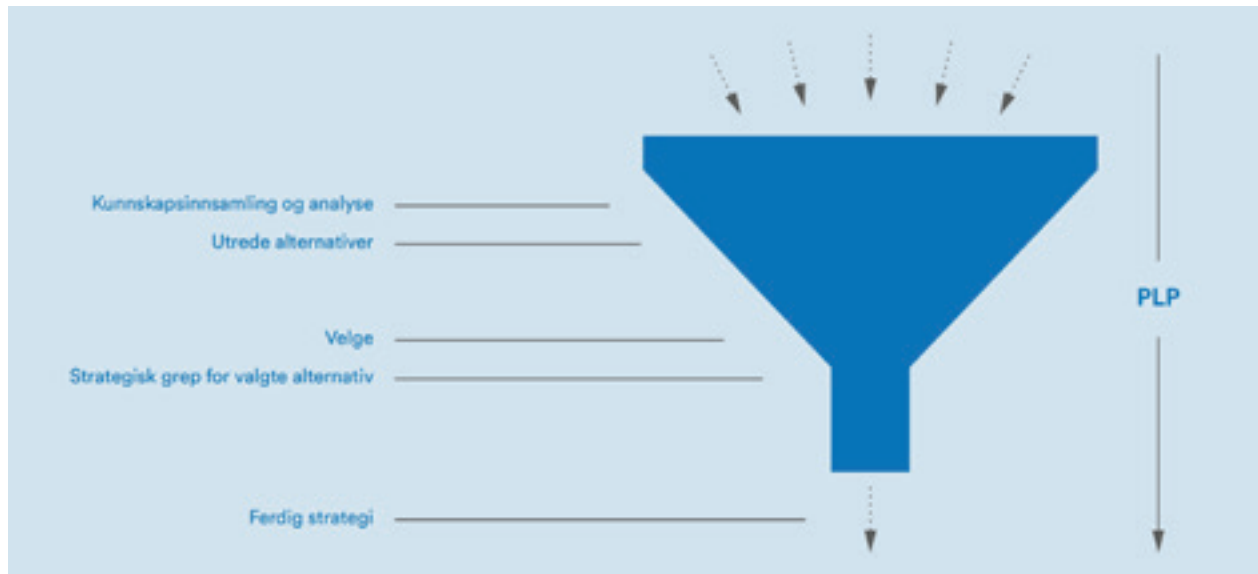 Kunnskapsinnsamling og analyse
Utrede alternativer
PLP
Velge
Strategisk grep for valgte alternativ
Ferdig strategi